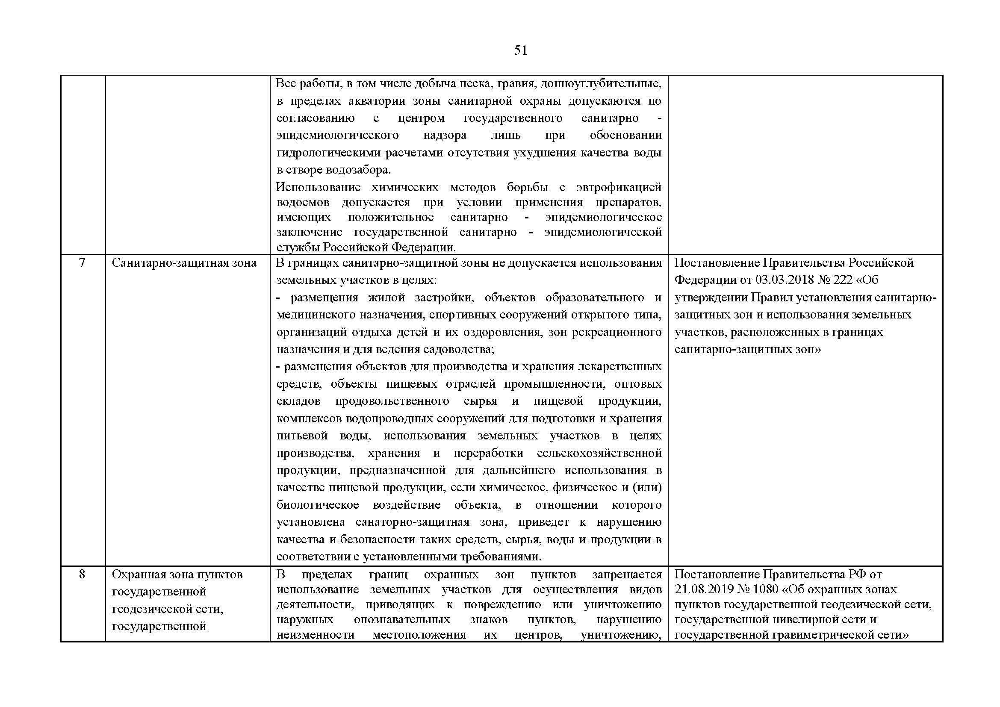 51
Все работы, в том числе добыча песка, гравия, донноуглубительные,
в пределах акватории зоны санитарной охраны допускаются по
согласованию с центром государственного санитарно -
эпидемиологического надзора лишь при обосновании
гидрологическими расчетами отсутствия ухудшения качества воды
в створе водозабора.
Использование химических методов борьбы с эвтрофикацией
водоемов допускается при условии применения препаратов,
имеющих положительное санитарно - эпидемиологическое
заключение государственной санитарно - эпидемиологической
службы Российской Федерации.
7
Санитарно-защитная зона
В границах санитарно-защитной зоны не допускается использования
земельных участков в целях:
- размещения жилой застройки, объектов образовательного и
медицинского назначения, спортивных сооружений открытого типа,
организаций отдыха детей и их оздоровления, зон рекреационного
назначения и для ведения садоводства;
- размещения объектов для производства и хранения лекарственных
средств, объекты пищевых отраслей промышленности, оптовых
складов продовольственного сырья и пищевой продукции,
комплексов водопроводных сооружений для подготовки и хранения
питьевой воды, использования земельных участков в целях
производства, хранения и переработки сельскохозяйственной
продукции, предназначенной для дальнейшего использования в
качестве пищевой продукции, если химическое, физическое и (или)
биологическое воздействие объекта, в отношении которого
установлена санаторно-защитная зона, приведет к нарушению
качества и безопасности таких средств, сырья, воды и продукции в
соответствии с установленными требованиями.
Постановление Правительства Российской
Федерации от 03.03.2018 № 222 «Об
утверждении Правил установления санитарно-
защитных зон и использования земельных
участков, расположенных в границах
санитарно-защитных зон»
8
Охранная зона пунктов
государственной
геодезической сети,
государственной
В пределах границ охранных зон пунктов запрещается
использование земельных участков для осуществления видов
деятельности, приводящих к повреждению или уничтожению
наружных опознавательных знаков пунктов, нарушению
неизменности местоположения их центров, уничтожению,
Постановление Правительства РФ от
21.08.2019 № 1080 «Об охранных зонах
пунктов государственной геодезической сети,
государственной нивелирной сети и
государственной гравиметрической сети»